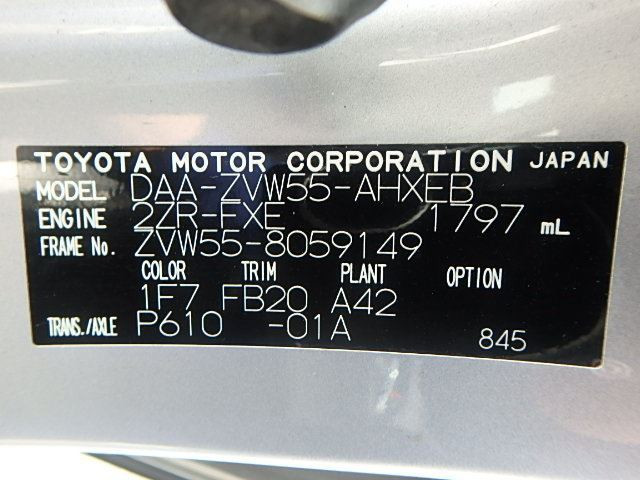 TOYOTA MOTOR CORPORATION JAPAN
MODEL DAA-ZVW55-AHXEB
ENGINE 2ZR-FXE 1797 mL
FRAME No. ZVW55-8059149
COLOR TRIM PLANT OPTION
1F7 FB20 A42
TRANS./AXLE P610 -01A
845